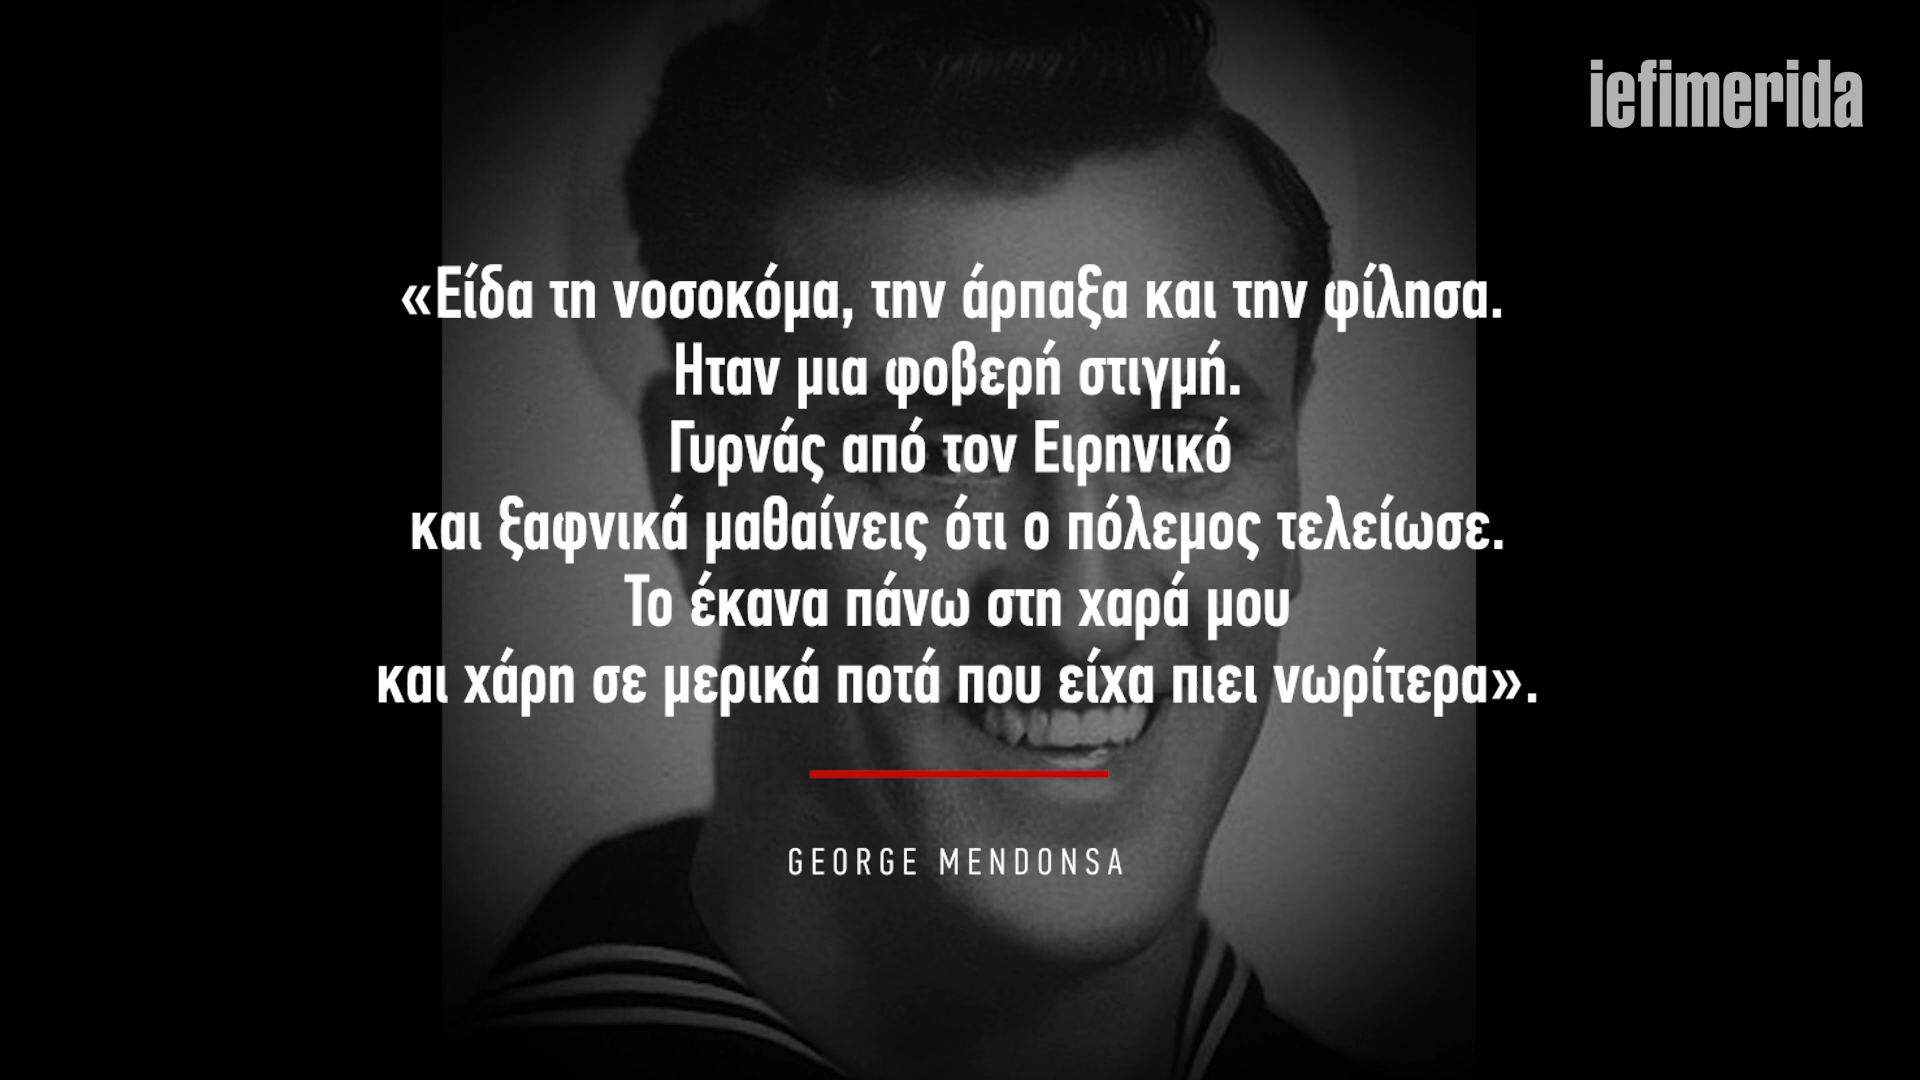 iefimerida
«Είδα τη νοσοκόμα, την άρπαξα και την φίλησα.
Ηταν μια φοβερή στιγμή.
Γυρνάς από τον Ειρηνικό
και ξαφνικά μαθαίνεις ότι ο πόλεμος τελείωσε.
Το έκανα πάνω στη χαρά μου
και χάρη σε μερικά ποτά που είχα πιει νωρίτερα».
GEORGE MENDONSA